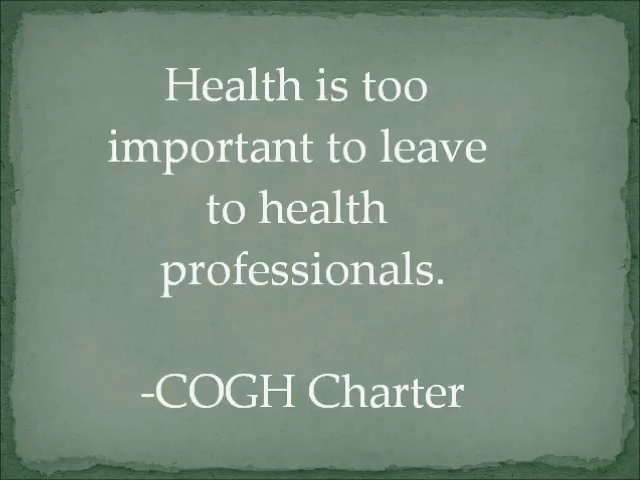 Health is too
important to leave
to health
professionals.
-COGH Charter